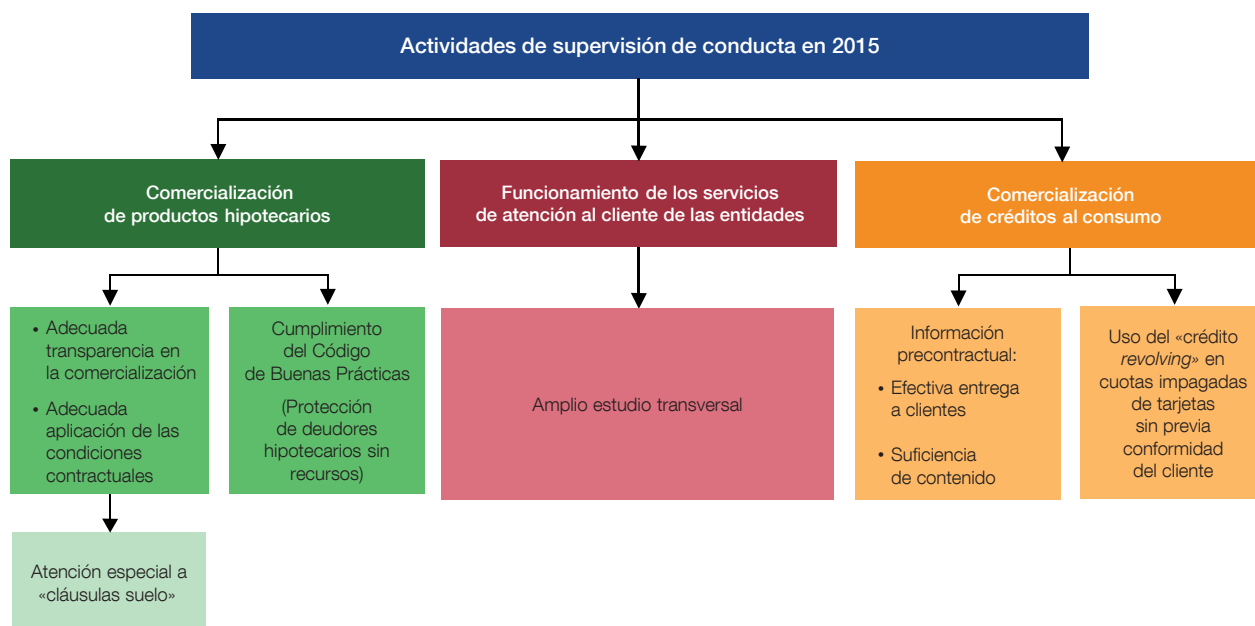 Actividades de supervisión de conducta en 2015
Comercialización
de productos hipotecarios
Funcionamiento de los servicios
de atención al cliente de las entidades
Comercialización
de créditos al consumo
• Adecuada
transparencia en
la comercialización
• Adecuada
aplicación de las
condiciones
contractuales
Cumplimiento
del Código
de Buenas Prácticas
(Protección
de deudores
hipotecarios sin
recursos)
Amplio estudio transversal
Información
precontractual:
• Efectiva entrega
a clientes
• Suficiencia
de contenido
Uso del «crédito
revolving» en
cuotas impagadas
de tarjetas
sin previa
conformidad
del cliente
Atención especial a
«cláusulas suelo»